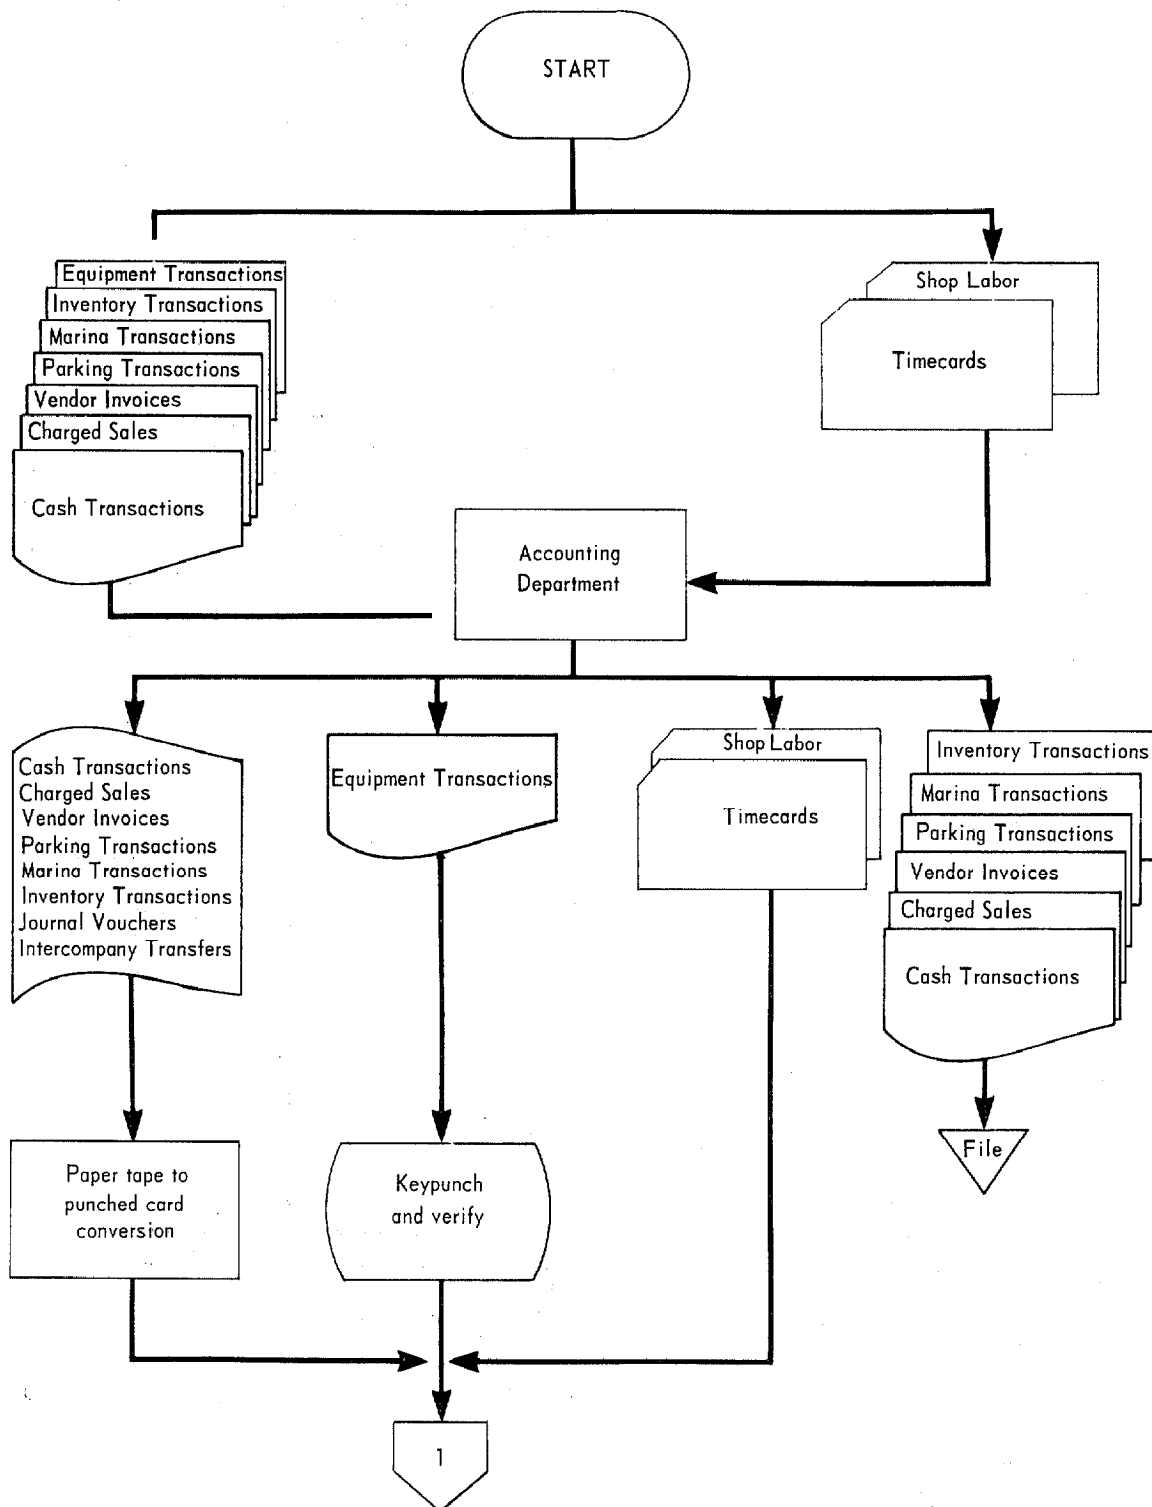 START
Equipment Transactions
Inventory Transactions
Marina Transactions
Parking Transactions
Vendor Invoices
Charged Sales
Cash Transactions
Shop Labor
Timecards
Accounting
Department
Cash Transactions
Charged Sales
Vendor Invoices
Parking Transactions
Marina Transactions
Inventory Transactions
Journal Vouchers
Intercompany Transfers
Equipment Transactions
Shop Labor
Timecards
Inventory Transactions
Marina Transactions
Parking Transactions
Vendor Invoices
Charged Sales
Cash Transactions
File
Paper tape to
punched card
conversion
Keypunch
and verify
1